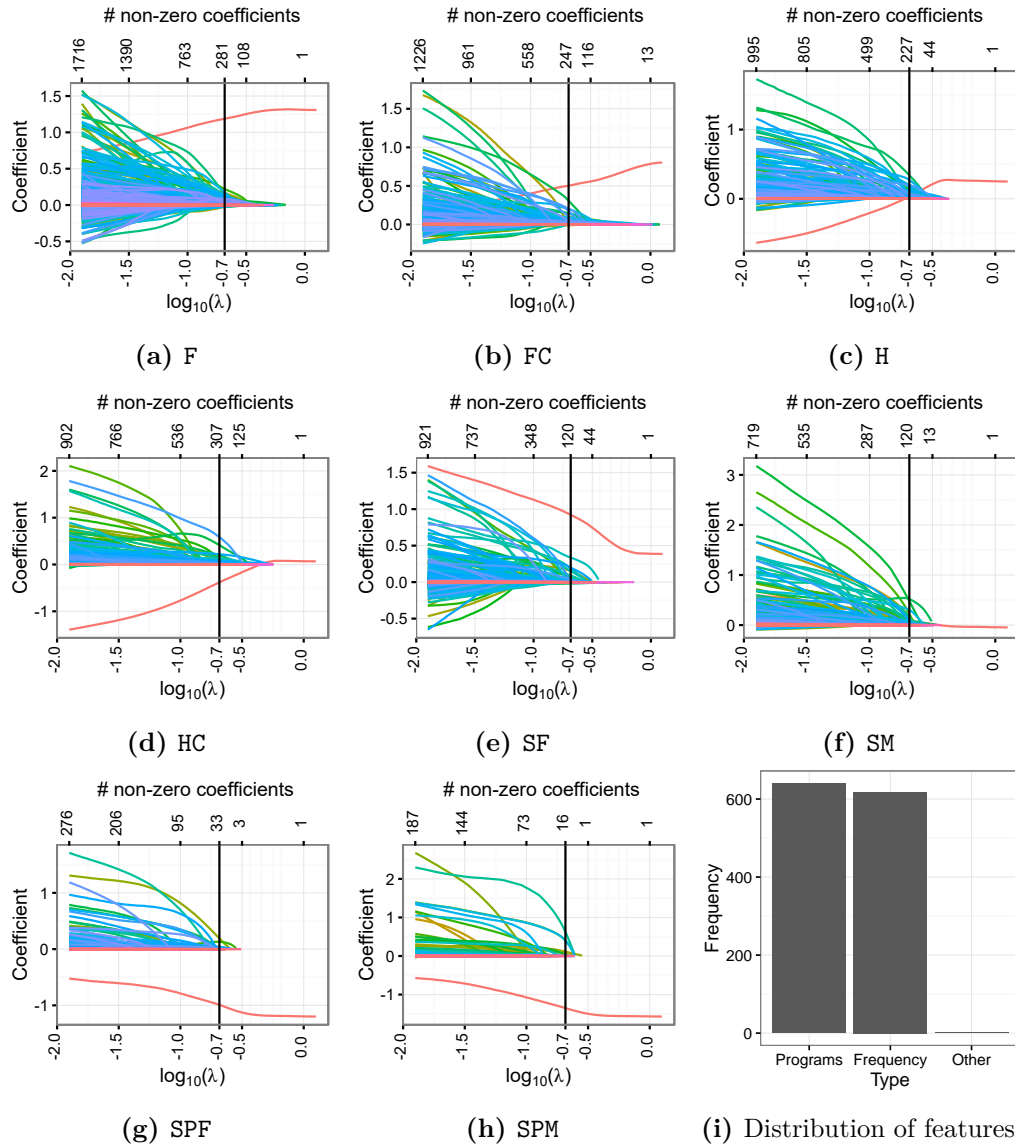 # non-zero coefficients
# non-zero coefficients
# non-zero coefficients
1716 1390 763 281 108 1
1226 961 558 247 116 13
995 805 499 227 44 1
Coefficient
1.5 1.0 0.5 0.0 -0.5
Coefficient
1.5 1.0 0.5 0.0
Coefficient
1 0
-2.0 -1.5 -1.0 -0.7 -0.5 0.0
-2.0 -1.5 -1.0 -0.7 -0.5 0.0
-2.0 -1.5 -1.0 -0.7 -0.5 0.0
log10(λ)
log10(λ)
log10(λ)
(a) F
(b) FC
(c) H
# non-zero coefficients
# non-zero coefficients
# non-zero coefficients
902 766 536 307 125 1
921 737 348 120 44 1
719 535 287 120 13 1
Coefficient
2 1 0 -1
Coefficient
1.5 1.0 0.5 0.0 -0.5
Coefficient
3 2 1 0
-2.0 -1.5 -1.0 -0.7 -0.5 0.0
-2.0 -1.5 -1.0 -0.7 -0.5 0.0
-2.0 -1.5 -1.0 -0.7 -0.5 0.0
log10(λ)
log10(λ)
log10(λ)
(d) HC
(e) SF
(f) SM
# non-zero coefficients
# non-zero coefficients
276 206 95 33 3 1
187 144 73 16 1 1
Coefficient
1 0 -1
Coefficient
2 1 0 -1
Frequency
600 400 200 0
-2.0 -1.5 -1.0 -0.7 -0.5 0.0
-2.0 -1.5 -1.0 -0.7 -0.5 0.0
Programs Frequency Other
log10(λ)
log10(λ)
Type
(g) SPF
(h) SPM
(i) Distribution of features